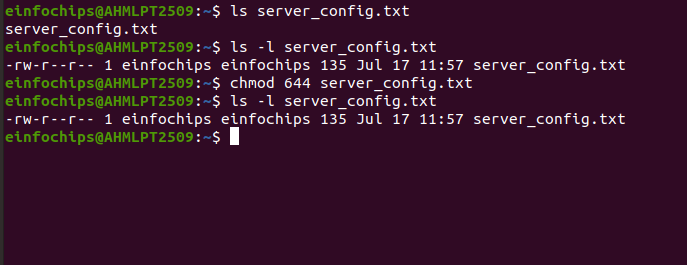 einfochips@AHMLPT2509:~$ ls server_config.txt
server_config.txt
einfochips@AHMLPT2509:~$ ls -l server_config.txt
-rw-r--r-- 1 einfochips einfochips 135 Jul 17 11:57 server_config.txt
einfochips@AHMLPT2509:~$ chmod 644 server_config.txt
einfochips@AHMLPT2509:~$ ls -l server_config.txt
-rw-r--r-- 1 einfochips einfochips 135 Jul 17 11:57 server_config.txt
einfochips@AHMLPT2509:~$